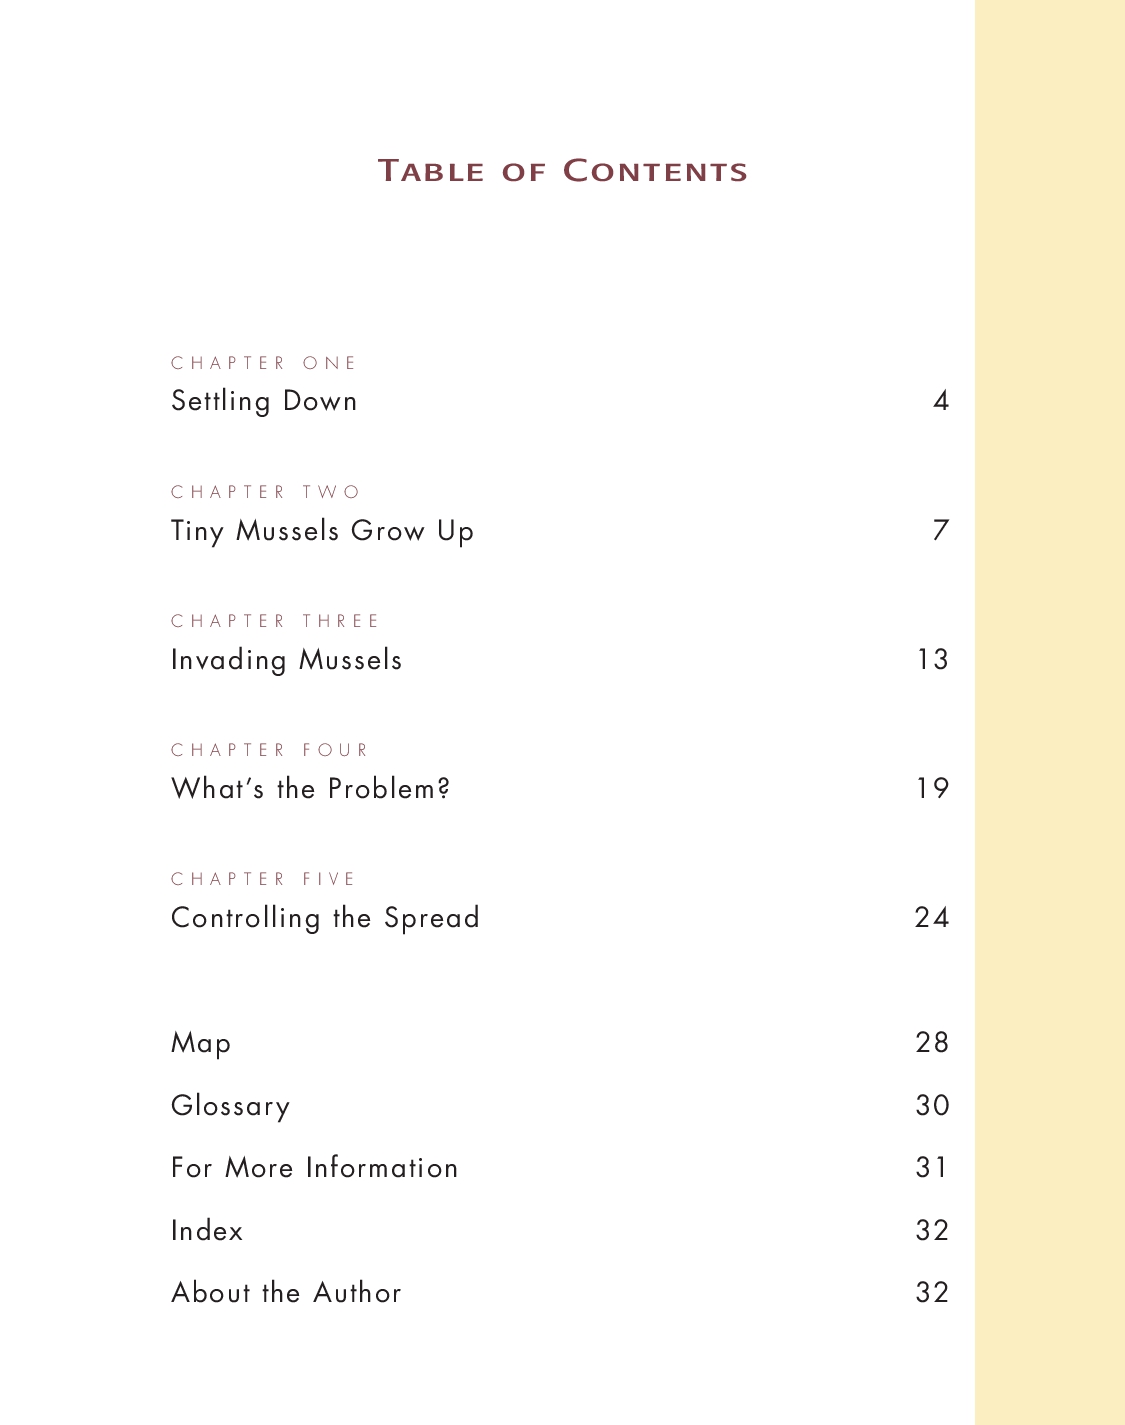 Table of Contents
CHAPTER ONE
Settling Down 4
CHAPTER TWO
Tiny Mussels Grow Up 7
CHAPTER THREE
Invading Mussels 13
CHAPTER FOUR
What’s the Problem? 19
CHAPTER FIVE
Controlling the Spread 24
Map 28
Glossary 30
For More Information 31
Index 32
About the Author 32